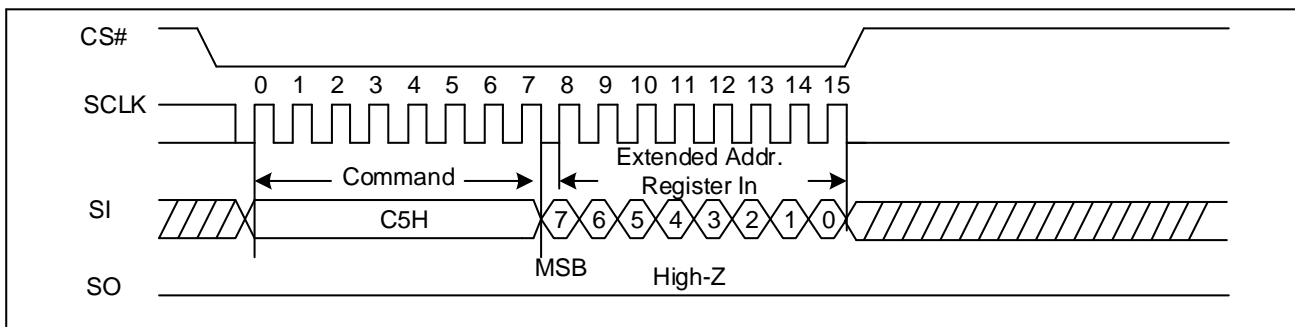 CS#
0 1 2 3 4 5 6 7 8 9 10 11 12 13 14 15
SCLK
Command
Extended Addr.
Register In
SI
C5H
7 6 5 4 3 2 1 0
MSB
High-Z
SO